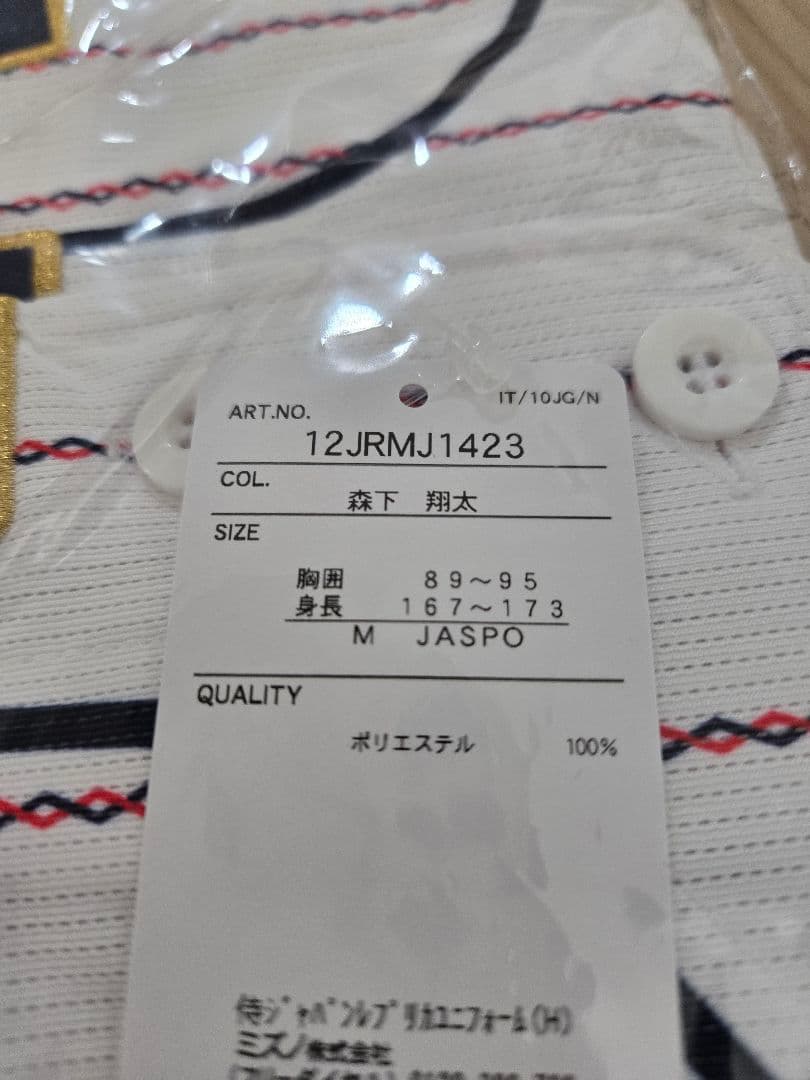 IT/10JG/N
ART.NO.
12JRMJ1423
COL.
森下 翔太
SIZE
胸囲 89～95
身長 167～173
M JASPO
QUALITY
ポリエステル 100%
侍ｼﾞｬﾊﾟﾝﾚﾌﾟﾘｶﾕﾆﾌｫｰﾑ(H)
ミズノ株式会社